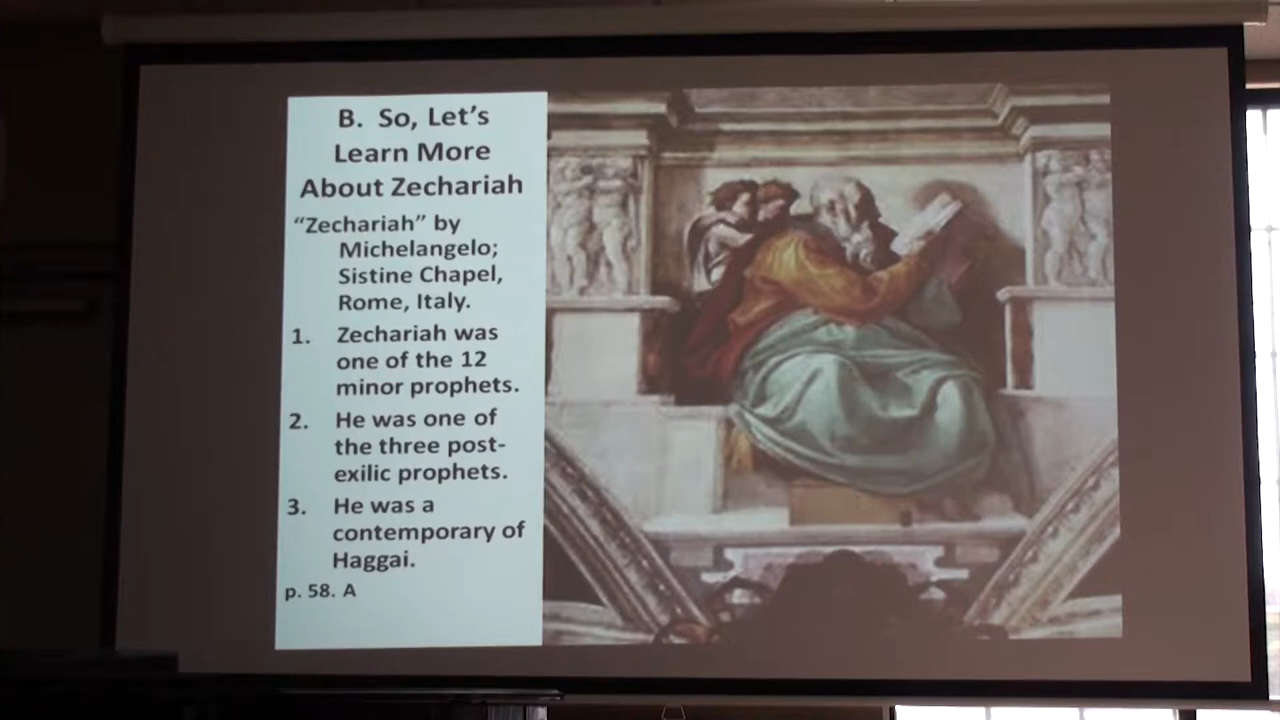 B. So, Let's
Learn More
About Zechariah
“Zechariah” by
Michelangelo;
Sistine Chapel,
Rome, Italy.
1. Zechariah was
one of the 12
minor prophets.
2. He was one of
the three post-
exilic prophets.
3. He was a
contemporary of
Haggai.
p. 58. A